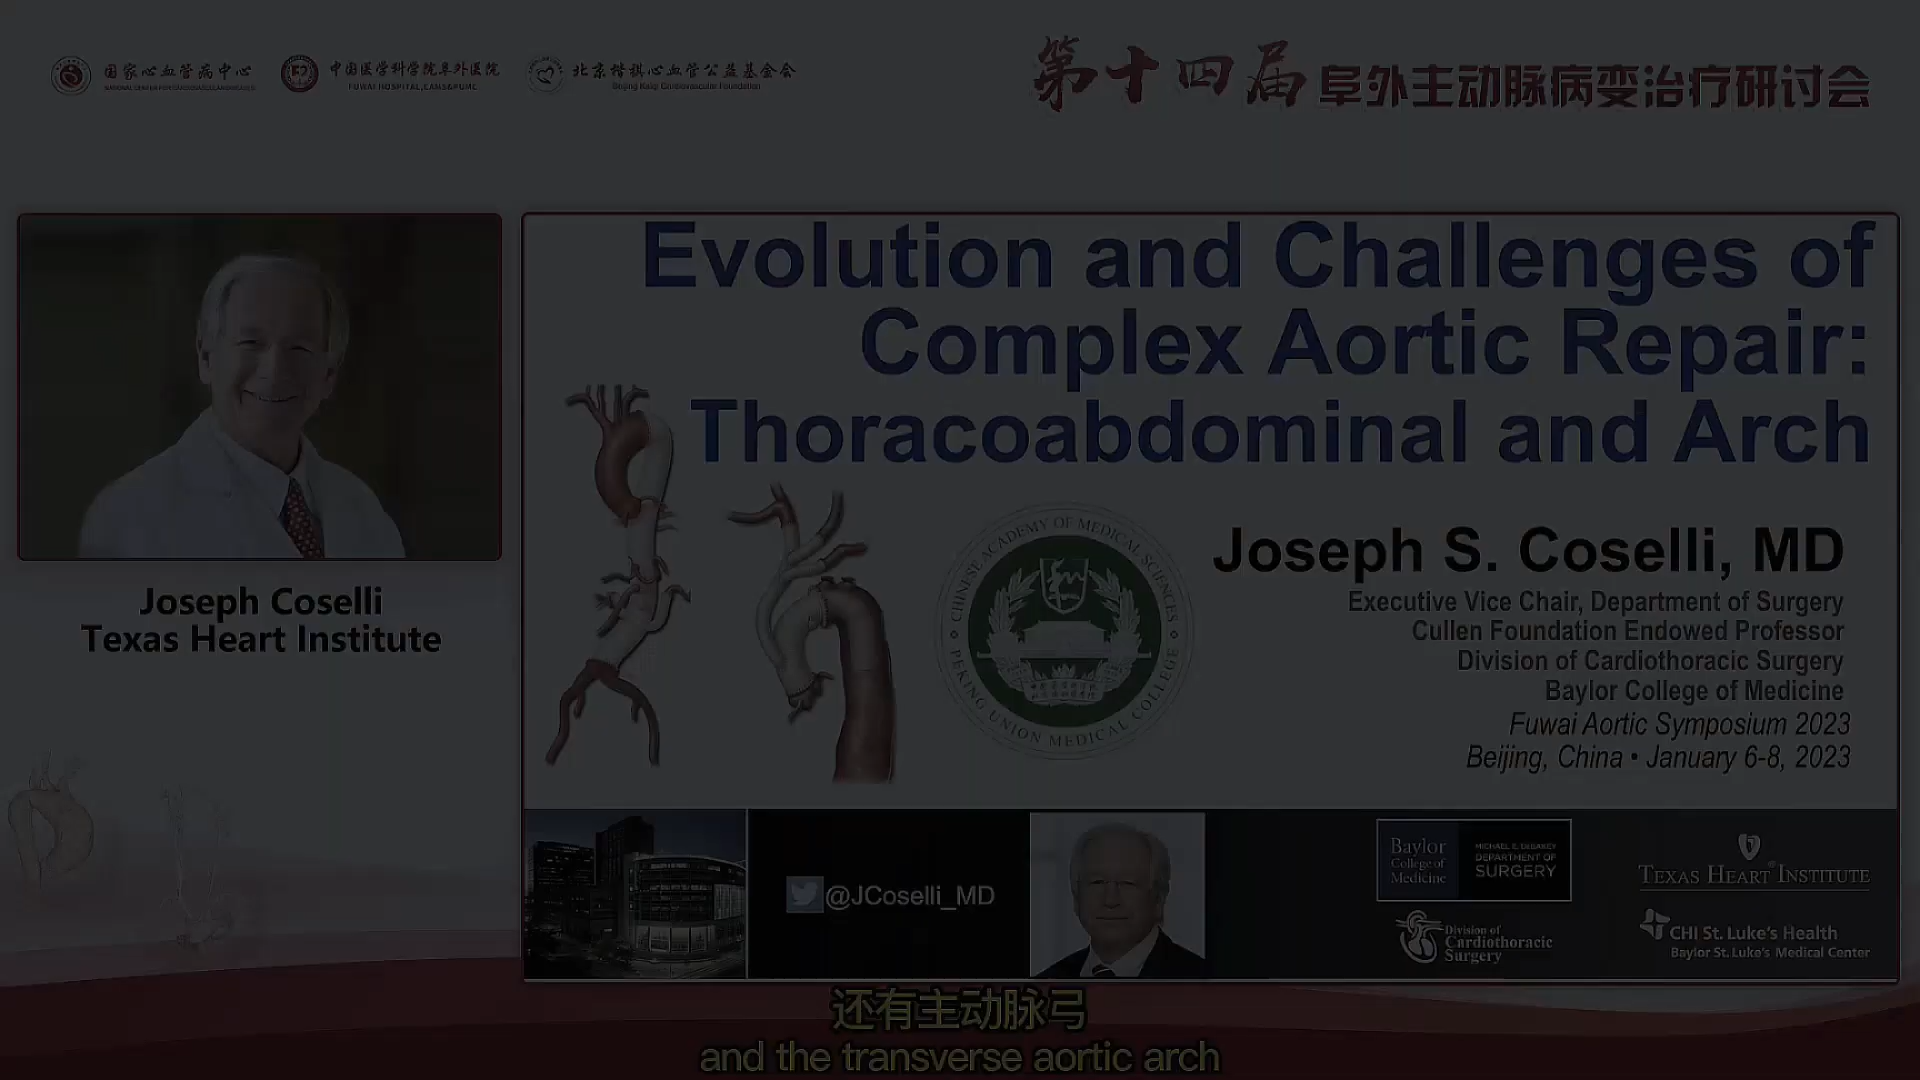 国家心血管病中心
中国医学科学院阜外医院
FUWAI HOSPITAL,CAMS&PUMC
北京楷祺心血管公益基金会
第十四届 阜外主动脉病变治疗研讨会
Joseph Coselli
Texas Heart Institute
Evolution and Challenges of
Complex Aortic Repair:
Thoracoabdominal and Arch
CHINESE ACADEMY OF MEDICAL SCIENCES
PEKING UNION MEDICAL COLLEGE
Joseph S. Coselli, MD
Executive Vice Chair, Department of Surgery
Cullen Foundation Endowed Professor
Division of Cardiothoracic Surgery
Baylor College of Medicine
Fuwai Aortic Symposium 2023
Beijing, China • January 6-8, 2023
@JCoselli_MD
Baylor
College of
Medicine
MICHAEL E. DEBAKEY
DEPARTMENT OF
SURGERY
TEXAS HEART® INSTITUTE
Division of
Cardiothoracic
Surgery
CHI St. Luke's Health
Baylor St. Luke's Medical Center
还有主动脉弓
and the transverse aortic arch